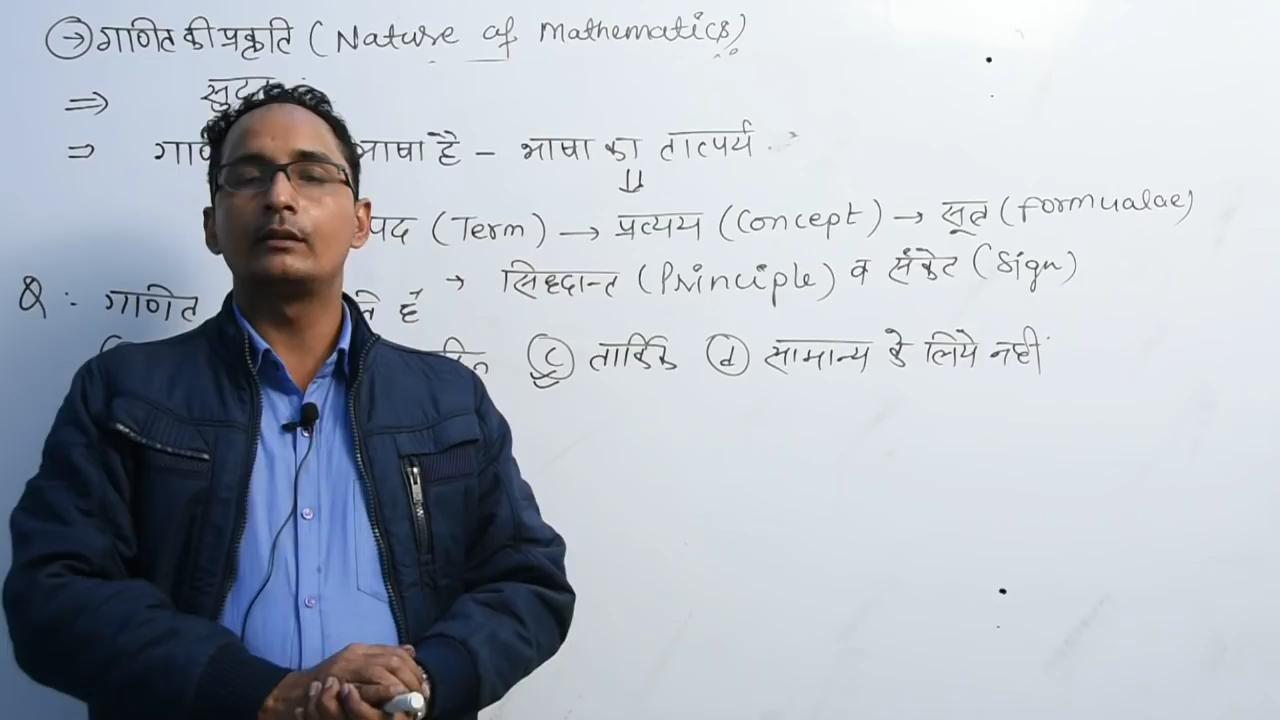 → गणित की प्रकृति (Nature of Mathematics)
⇒
⇒ भाषा है – भाषा का तात्पर्य
⇓
पद (Term) → प्रत्यय (Concept) → सूत्र (formualae)
→ सिद्धान्त (Principle) व संकेत (Sign)
Q : गणित है
(c) तार्किक (d) सामान्य के लिये नहीं